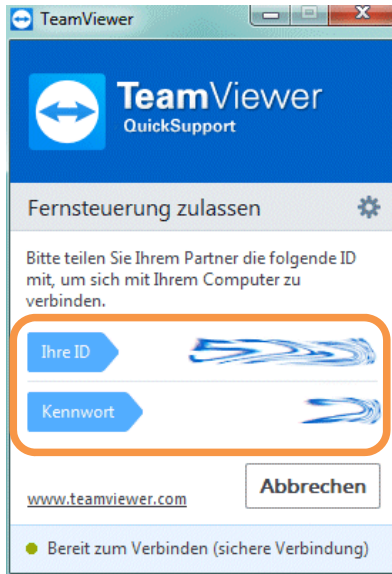 TeamViewer
TeamViewer
QuickSupport
Fernsteuerung zulassen
Bitte teilen Sie Ihrem Partner die folgende ID
mit, um sich mit Ihrem Computer zu
verbinden.
Ihre ID
Kennwort
Abbrechen
www.teamviewer.com
Bereit zum Verbinden (sichere Verbindung)